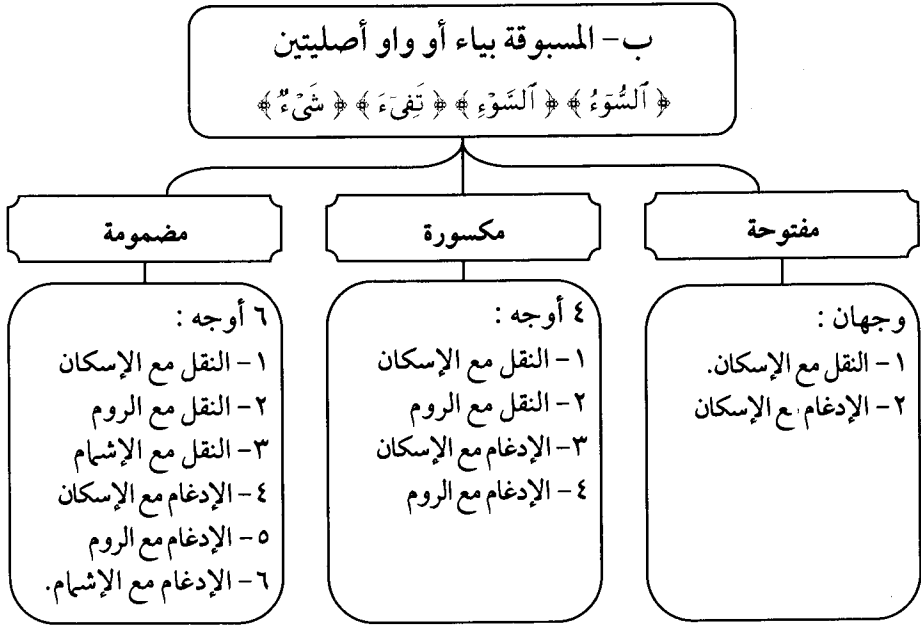 ب- المسبوقة بياء أو واو أصليتين
﴿ ٱلسُّوٓءُ ﴾ ﴿ ٱلسَّوْءِ ﴾ ﴿ تَفِىٓءَ ﴾ ﴿ شَىْءٌ ﴾
مفتوحة
وجهان :
١- النقل مع الإسكان.
٢- الإدغام مع الإسكان
مكسورة
٤ أوجه :
١- النقل مع الإسكان
٢- النقل مع الروم
٣- الإدغام مع الإسكان
٤- الإدغام مع الروم
مضمومة
٦ أوجه :
١- النقل مع الإسكان
٢- النقل مع الروم
٣- النقل مع الإشمام
٤- الإدغام مع الإسكان
٥- الإدغام مع الروم
٦- الإدغام مع الإشمام.